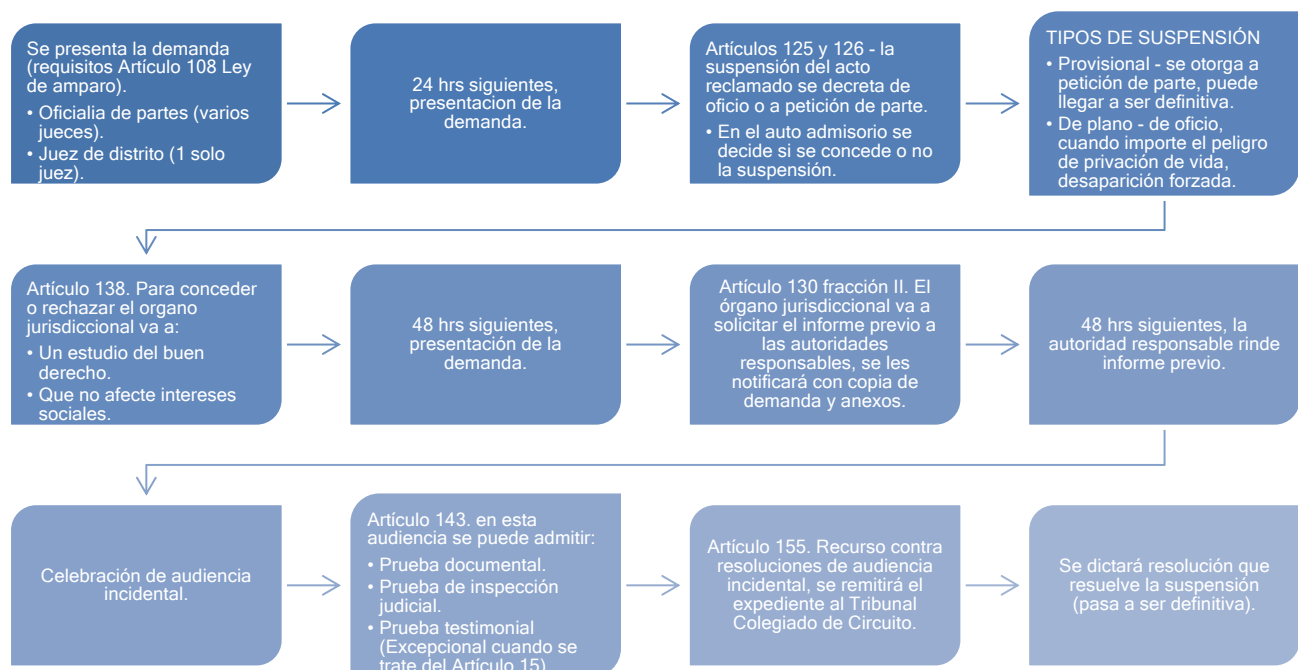 Se presenta la demanda
(requisitos Artículo 108 Ley
de amparo).
• Oficialia de partes (varios
jueces).
• Juez de distrito (1 solo
juez).
24 hrs siguientes,
presentacion de la
demanda.
Artículos 125 y 126 - la
suspensión del acto
reclamado se decreta de
oficio o a petición de parte.
• En el auto admisorio se
decide si se concede o no
la suspensión.
TIPOS DE SUSPENSIÓN
• Provisional - se otorga a
petición de parte, puede
llegar a ser definitiva.
• De plano - de oficio,
cuando importe el peligro
de privación de vida,
desaparición forzada.
Artículo 138. Para conceder
o rechazar el organo
jurisdiccional va a:
• Un estudio del buen
derecho.
• Que no afecte intereses
sociales.
48 hrs siguientes,
presentación de la
demanda.
Artículo 130 fracción II. El
órgano jurisdiccional va a
solicitar el informe previo a
las autoridades
responsables, se les
notificará con copia de
demanda y anexos.
48 hrs siguientes, la
autoridad responsable rinde
informe previo.
Celebración de audiencia
incidental.
Artículo 143. en esta
audiencia se puede admitir:
• Prueba documental.
• Prueba de inspección
judicial.
• Prueba testimonial
(Excepcional cuando se
trate del Artículo 15)
Artículo 155. Recurso contra
resoluciones de audiencia
incidental, se remitirá el
expediente al Tribunal
Colegiado de Circuito.
Se dictará resolución que
resuelve la suspensión
(pasa a ser definitiva).